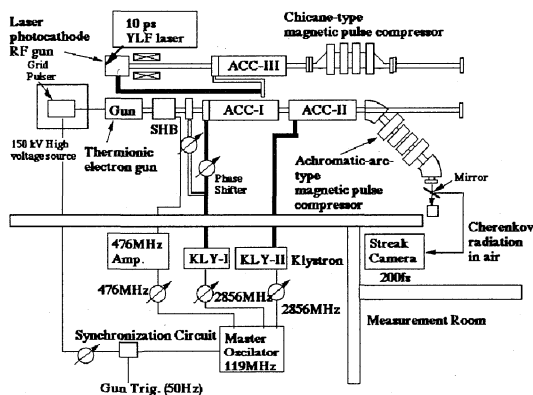 Laser
photocathode
RF gun
10 ps
YLF laser
Chicane-type
magnetic pulse compressor
ACC-III
Grid
Pulser
Gun
SHB
ACC-I
ACC-II
150 kV High
voltage source
Thermionic
electron gun
Phase
Shifter
Achromatic-arc-
type
magnetic pulse
compressor
Mirror
Cherenkov
radiation
in air
476MHz
Amp.
KLY-I
KLY-II
Klystron
Streak
Camera
200fs
476MHz
2856MHz
2856MHz
Measurement Room
Synchronization Circuit
Master
Oscilator
119MHz
Gun Trig. (50Hz)